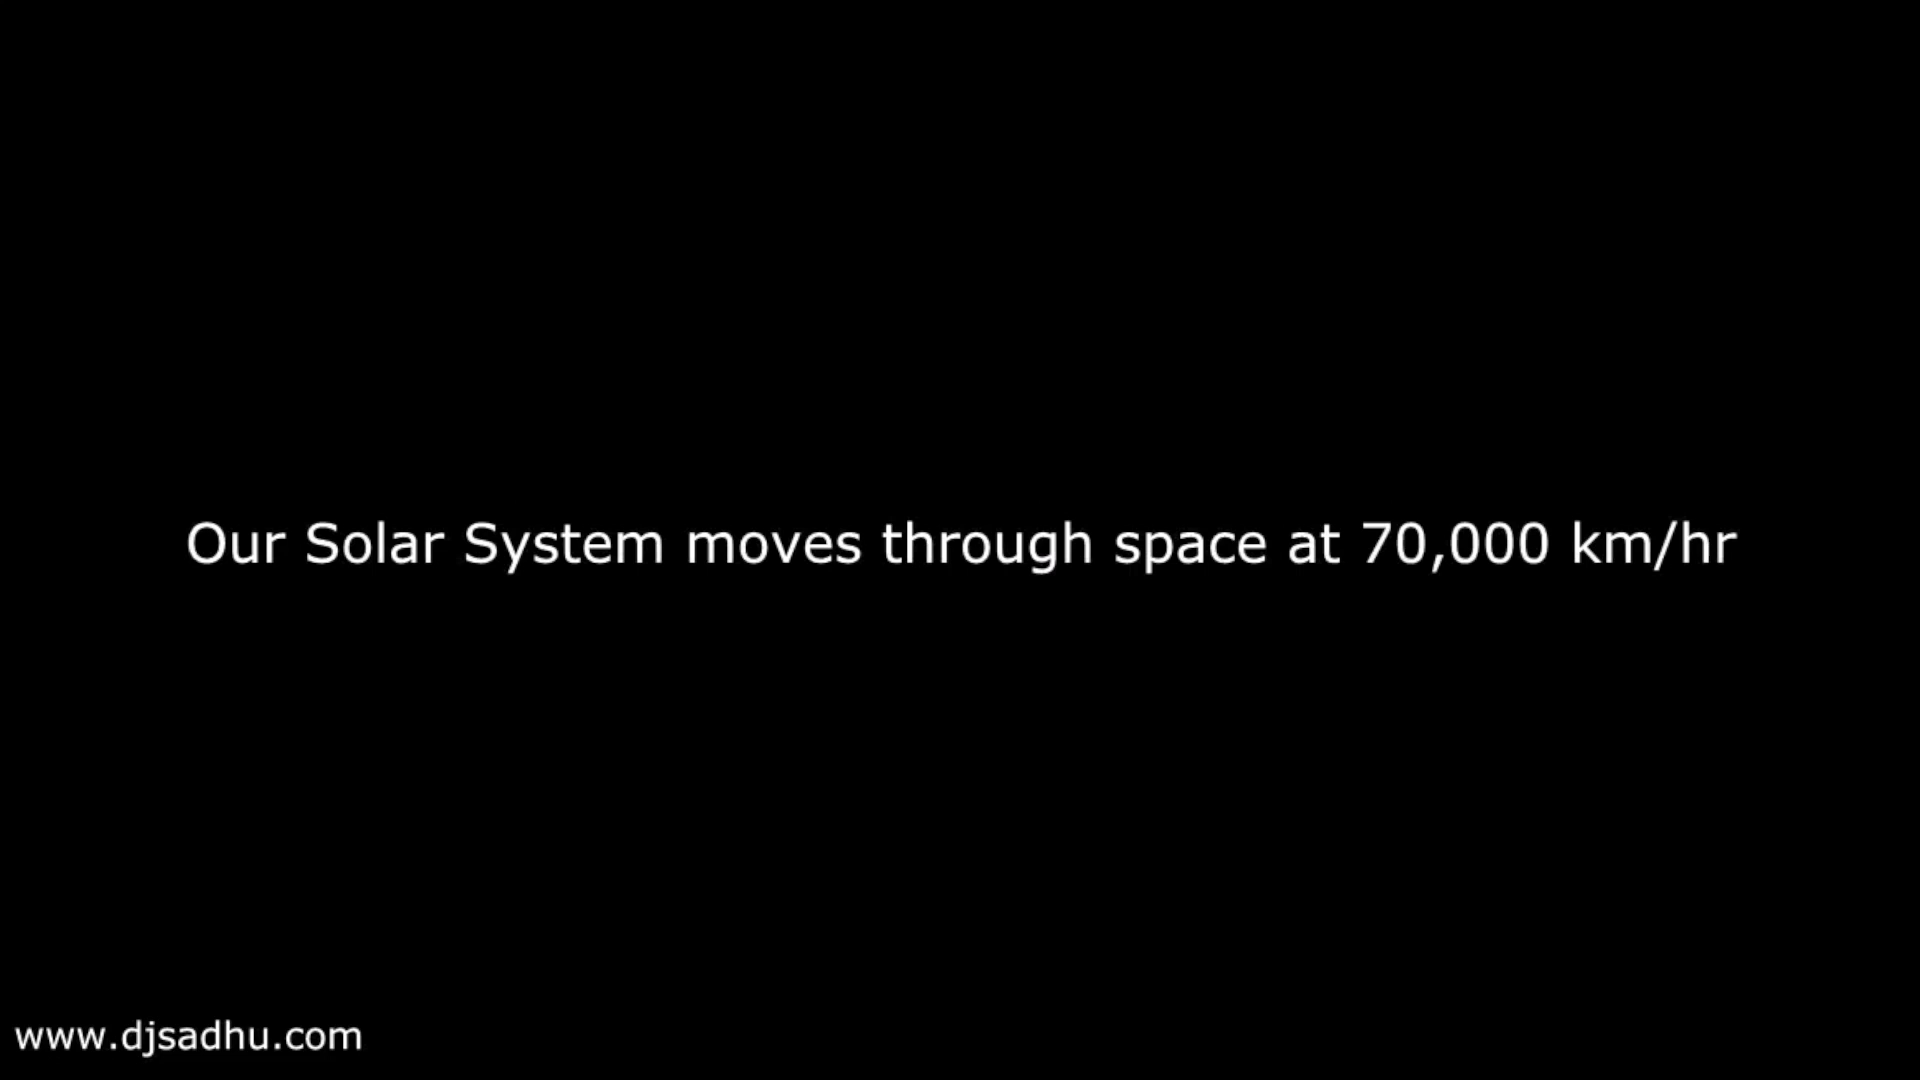 Our Solar System moves through space at 70,000 km/hr
www.djsadhu.com